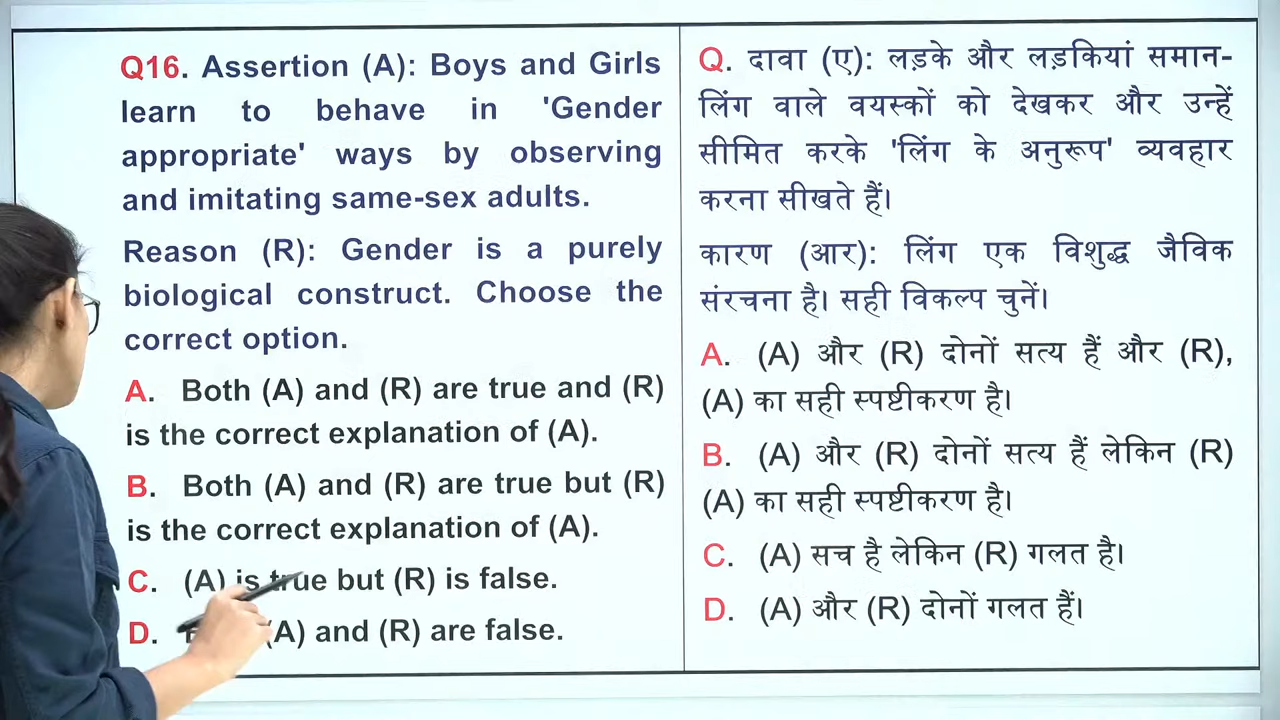 Q16. Assertion (A): Boys and Girls
learn to behave in 'Gender
appropriate' ways by observing
and imitating same-sex adults.
Reason (R): Gender is a purely
biological construct. Choose the
correct option.
A. Both (A) and (R) are true and (R)
is the correct explanation of (A).
B. Both (A) and (R) are true but (R)
is the correct explanation of (A).
C. (A) is true but (R) is false.
D. (A) and (R) are false.
Q. दावा (ए): लड़के और लड़कियां समान-
लिंग वाले वयस्कों को देखकर और उन्हें
सीमित करके 'लिंग के अनुरूप' व्यवहार
करना सीखते हैं।
कारण (आर): लिंग एक विशुद्ध जैविक
संरचना है। सही विकल्प चुनें।
A. (A) और (R) दोनों सत्य हैं और (R),
(A) का सही स्पष्टीकरण है।
B. (A) और (R) दोनों सत्य हैं लेकिन (R)
(A) का सही स्पष्टीकरण है।
C. (A) सच है लेकिन (R) गलत है।
D. (A) और (R) दोनों गलत हैं।